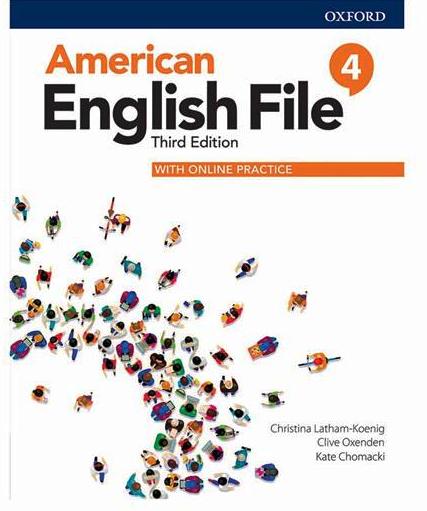 OXFORD
American
English File
4
Third Edition
WITH ONLINE PRACTICE
Christina Latham-Koenig
Clive Oxenden
Kate Chomacki